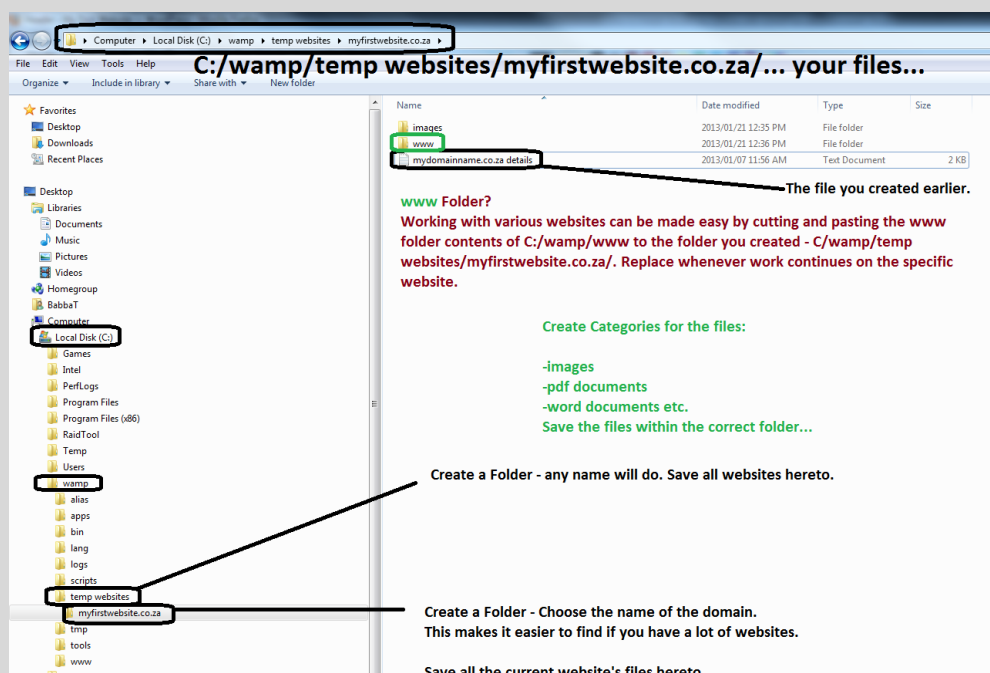 Computer ▸ Local Disk (C:) ▸ wamp ▸ temp websites ▸ myfirstwebsite.co.za ▸
File Edit View Tools Help
C:/wamp/temp websites/myfirstwebsite.co.za/... your files...
Organize Include in library Share with New folder
Name Date modified Type Size
Favorites
Desktop
Downloads
Recent Places
Desktop
Libraries
Documents
Music
Pictures
Videos
Homegroup
BabbaT
Computer
Local Disk (C:)
Games
Intel
PerfLogs
Program Files
Program Files (x86)
RaidTool
Temp
Users
wamp
alias
apps
bin
lang
logs
scripts
temp websites
myfirstwebsite.co.za
tmp
tools
www
images 2013/01/21 12:35 PM File folder
www 2013/01/21 12:36 PM File folder
mydomainname.co.za details 2013/01/07 11:56 AM Text Document 2 KB
The file you created earlier.
www Folder?
Working with various websites can be made easy by cutting and pasting the www
folder contents of C:/wamp/www to the folder you created - C/wamp/temp
websites/myfirstwebsite.co.za/. Replace whenever work continues on the specific
website.
Create Categories for the files:
-images
-pdf documents
-word documents etc.
Save the files within the correct folder...
Create a Folder - any name will do. Save all websites hereto.
Create a Folder - Choose the name of the domain.
This makes it easier to find if you have a lot of websites.
Save all the current website's files hereto